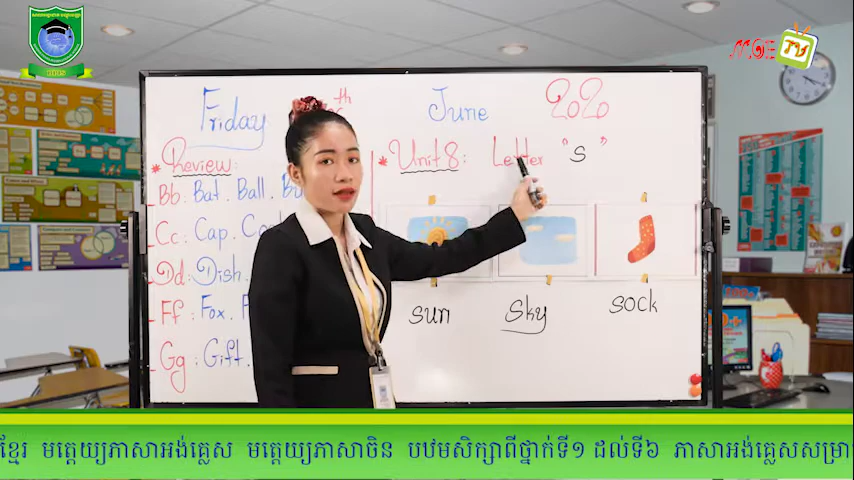 MGE TV
Friday th June 202
* Review:
- Bb: Bat. Ball.
- Cc: Cap.
- Dd: Dish.
- Ff: Fox.
- Gg: Gift.
* Unit 8: Letter "s"
sun sky sock
ខ្មែរ មត្តេយ្យភាសាអង់គ្លេស មត្តេយ្យភាសាចិន បឋមសិក្សាពីថ្នាក់ទី១ ដល់ទី៦ ភាសាអង់គ្លេសសម្រា